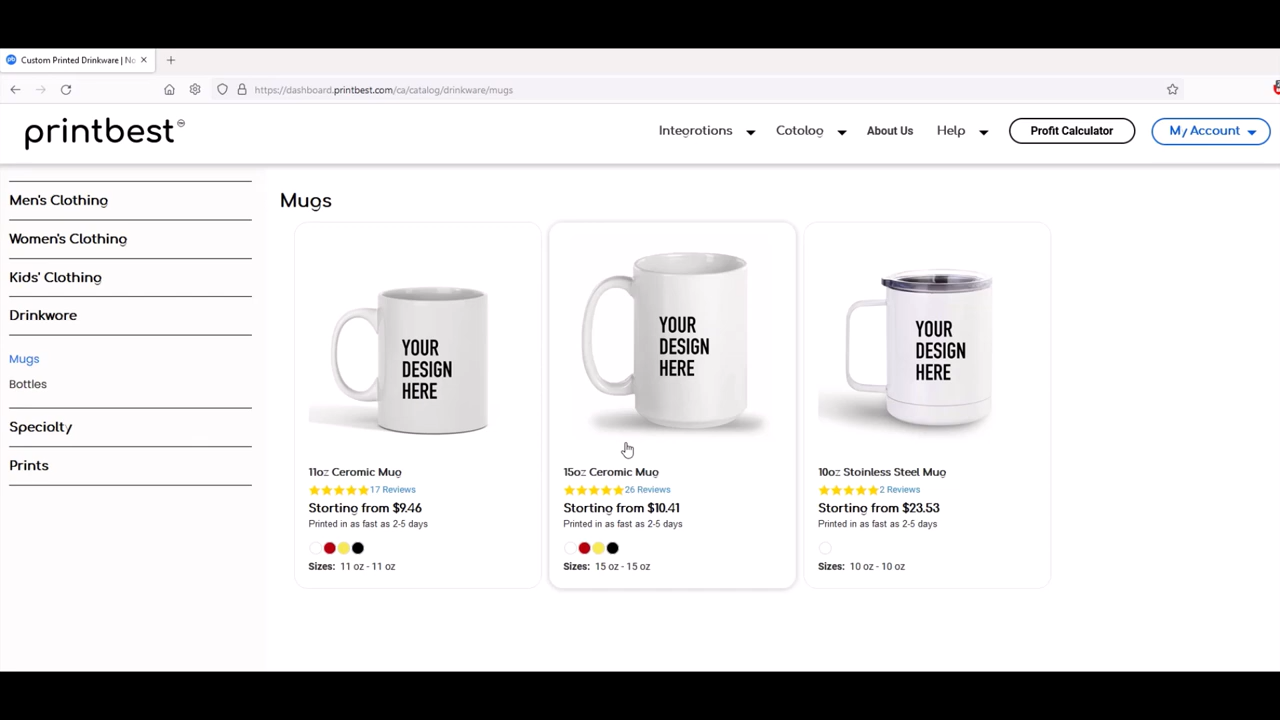 Custom Printed Drinkware | No
https://dashboard.printbest.com/ca/catalog/drinkware/mugs
printbest
Integrations Catalog About Us Help Profit Calculator My Account
Men's Clothing
Women's Clothing
Kids' Clothing
Drinkware
Mugs
Bottles
Specialty
Prints
Mugs
YOUR
DESIGN
HERE
11oz Ceramic Mug
17 Reviews
Starting from $9.46
Printed in as fast as 2-5 days
Sizes: 11 oz - 11 oz
YOUR
DESIGN
HERE
15oz Ceramic Mug
26 Reviews
Starting from $10.41
Printed in as fast as 2-5 days
Sizes: 15 oz - 15 oz
YOUR
DESIGN
HERE
10oz Stainless Steel Mug
2 Reviews
Starting from $23.53
Printed in as fast as 2-5 days
Sizes: 10 oz - 10 oz